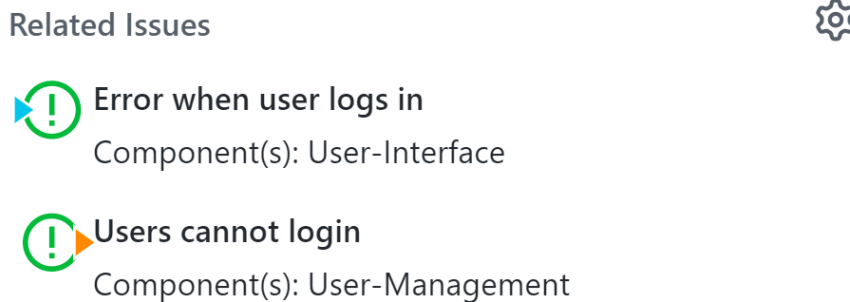 Related Issues
Error when user logs in
Component(s): User-Interface
Users cannot login
Component(s): User-Management